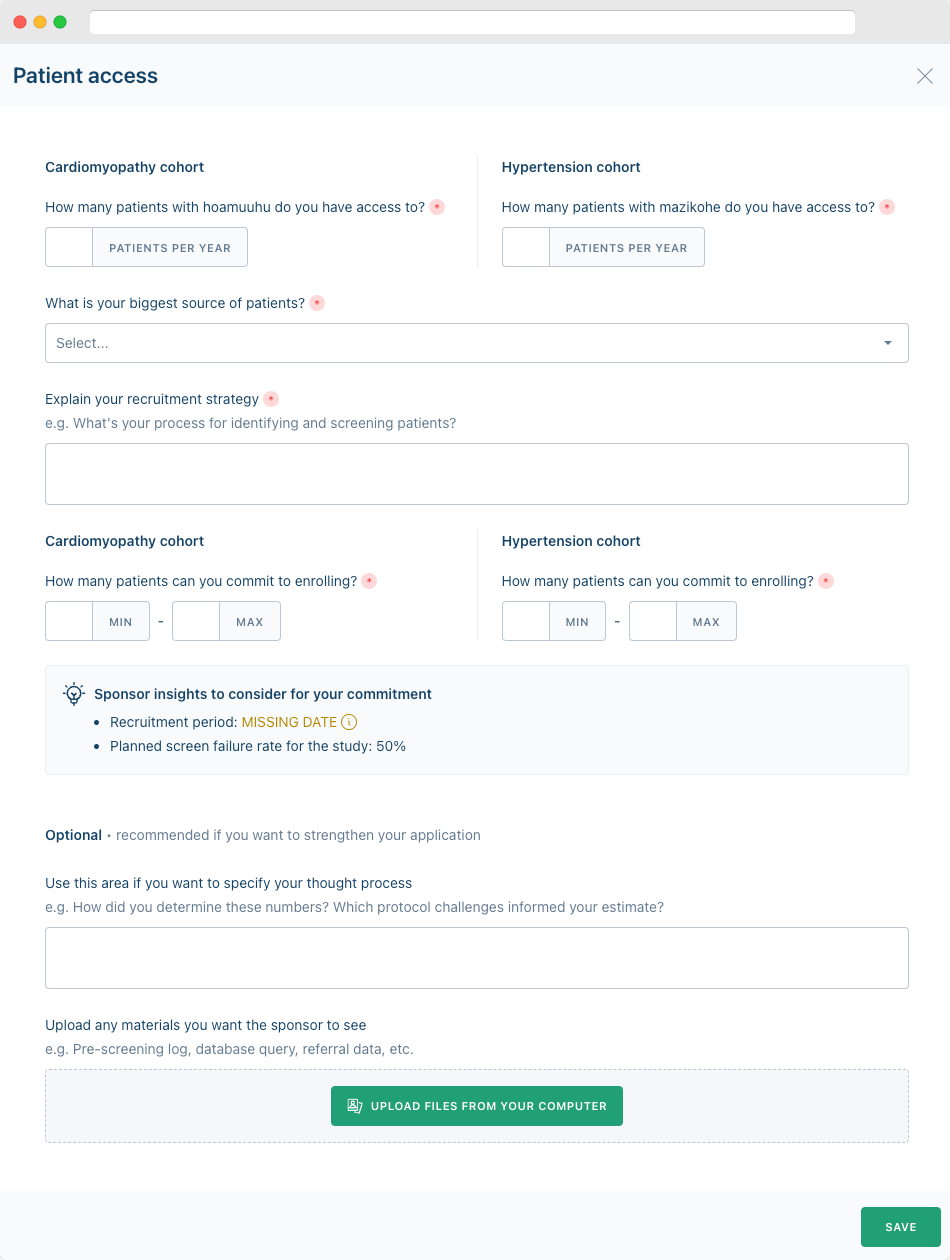 Patient access
Cardiomyopathy cohort
How many patients with hoamuuhu do you have access to? *
PATIENTS PER YEAR
Hypertension cohort
How many patients with mazikohe do you have access to? *
PATIENTS PER YEAR
What is your biggest source of patients? *
Select...
Explain your recruitment strategy *
e.g. What's your process for identifying and screening patients?
Cardiomyopathy cohort
How many patients can you commit to enrolling? *
MIN - MAX
Hypertension cohort
How many patients can you commit to enrolling? *
MIN - MAX
Sponsor insights to consider for your commitment
• Recruitment period: MISSING DATE i
• Planned screen failure rate for the study: 50%
Optional • recommended if you want to strengthen your application
Use this area if you want to specify your thought process
e.g. How did you determine these numbers? Which protocol challenges informed your estimate?
Upload any materials you want the sponsor to see
e.g. Pre-screening log, database query, referral data, etc.
UPLOAD FILES FROM YOUR COMPUTER
SAVE